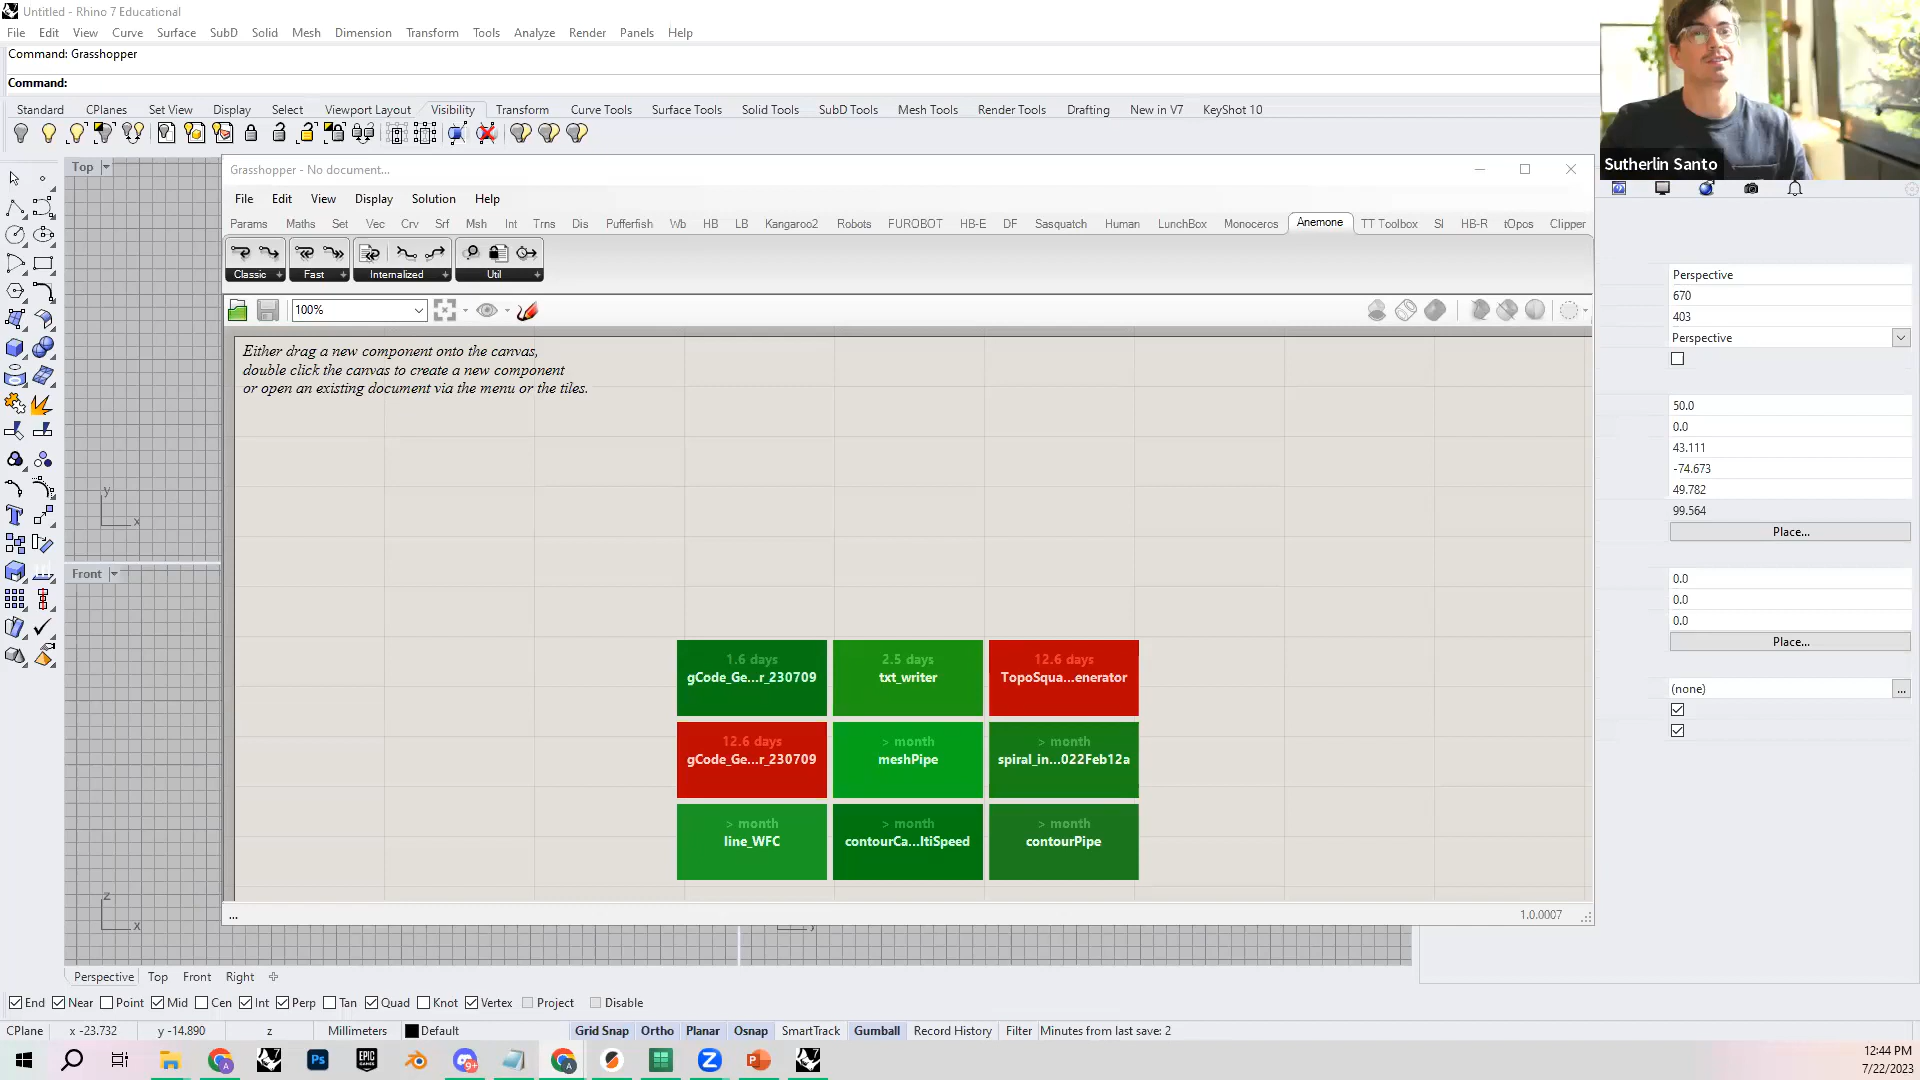 Untitled - Rhino 7 Educational
File Edit View Curve Surface SubD Solid Mesh Dimension Transform Tools Analyze Render Panels Help
Command: Grasshopper
Command:
Standard CPlanes Set View Display Select Viewport Layout Visibility Transform Curve Tools Surface Tools Solid Tools SubD Tools Mesh Tools Render Tools Drafting New in V7 KeyShot 10
Sutherlin Santo
Top
Grasshopper - No document...
File Edit View Display Solution Help
Params Maths Set Vec Crv Srf Msh Int Trns Dis Pufferfish Wb HB LB Kangaroo2 Robots FUROBOT HB-E DF Sasquatch Human LunchBox Monoceros Anemone TT Toolbox SI HB-R tOpos Clipper
Classic Fast Internalized Util
100%
Either drag a new component onto the canvas,
double click the canvas to create a new component
or open an existing document via the menu or the tiles.
Perspective
670
403
Perspective
50.0
0.0
43.111
-74.673
49.782
99.564
Place...
0.0
0.0
0.0
Place...
(none)
...
y
x
Front
z
x
1.6 days
gCode_Ge...r_230709
2.5 days
txt_writer
12.6 days
TopoSqua...enerator
12.6 days
gCode_Ge...r_230709
> month
meshPipe
> month
spiral_in...022Feb12a
> month
line_WFC
> month
contourCa...ltiSpeed
> month
contourPipe
...
1.0.0007
Perspective Top Front Right
End Near Point Mid Cen Int Perp Tan Quad Knot Vertex Project Disable
CPlane x -23.732 y -14.890 z Millimeters Default Grid Snap Ortho Planar Osnap SmartTrack Gumball Record History Filter Minutes from last save: 2
12:44 PM
7/22/2023